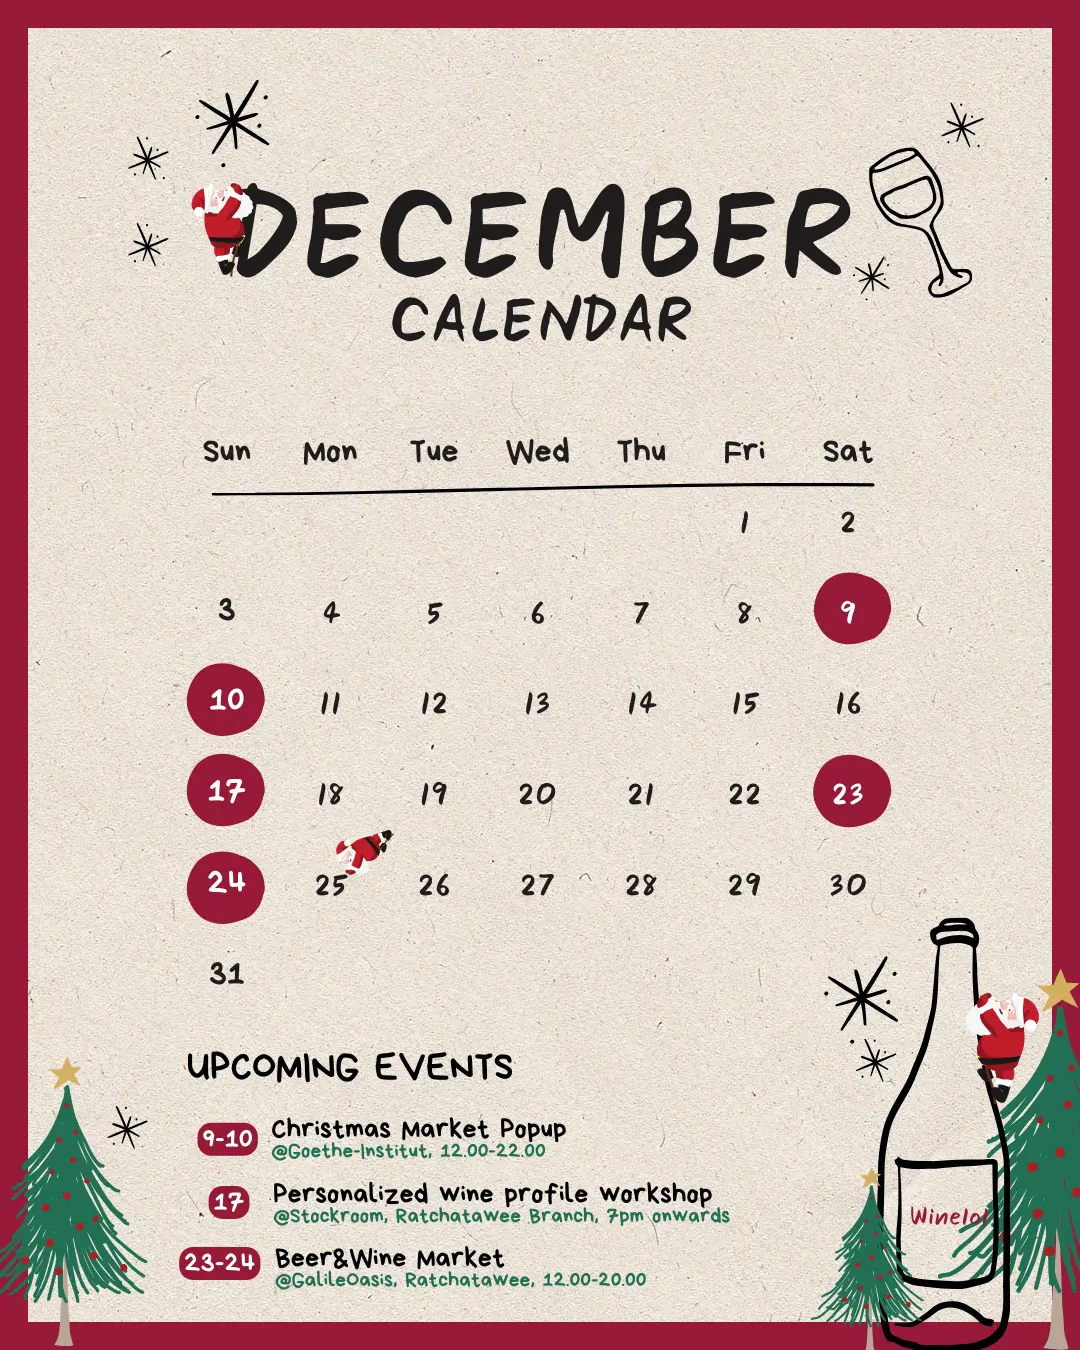 DECEMBER
CALENDAR
Sun Mon Tue Wed Thu Fri Sat
1 2
3 4 5 6 7 8 9
10 11 12 13 14 15 16
17 18 19 20 21 22 23
24 25 26 27 28 29 30
31
UPCOMING EVENTS
9-10 Christmas Market Popup
@Goethe-Institut, 12.00-22.00
17 Personalized wine profile workshop
@Stockroom, Ratchatawee Branch, 7pm onwards
23-24 Beer&Wine Market
@GalileOasis, Ratchatawee, 12.00-20.00